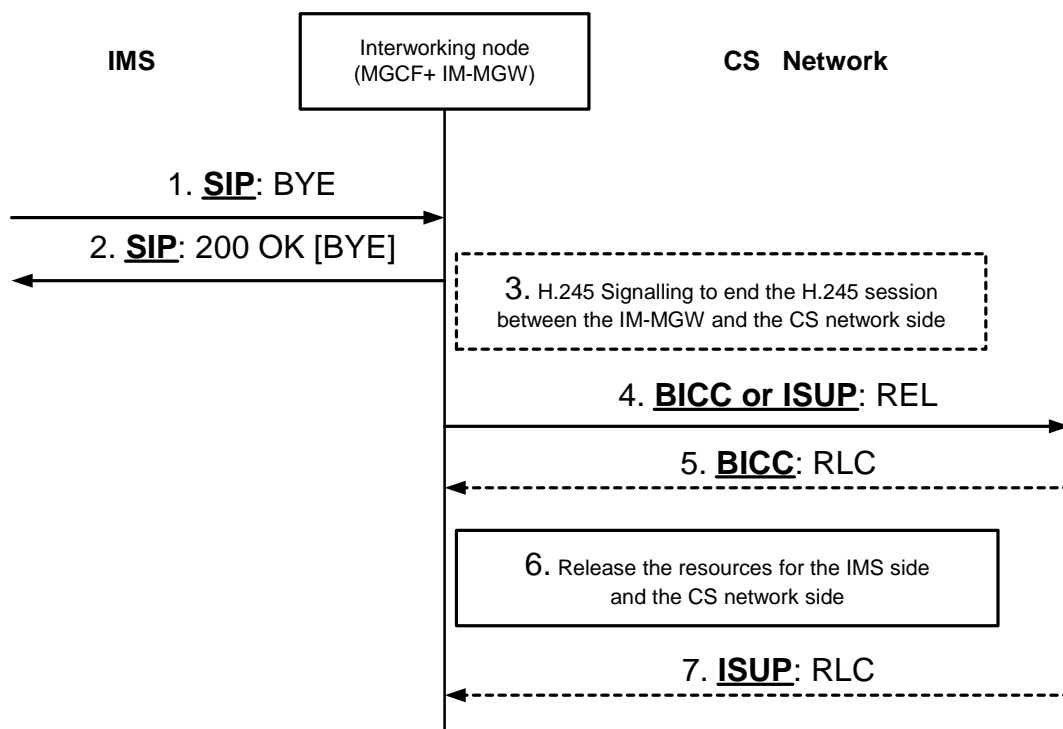 IMS
Interworking node
(MGCF+ IM-MGW)
CS Network
1. SIP: BYE
2. SIP: 200 OK [BYE]
3. H.245 Signalling to end the H.245 session
between the IM-MGW and the CS network side
4. BICC or ISUP: REL
5. BICC: RLC
6. Release the resources for the IMS side
and the CS network side
7. ISUP: RLC